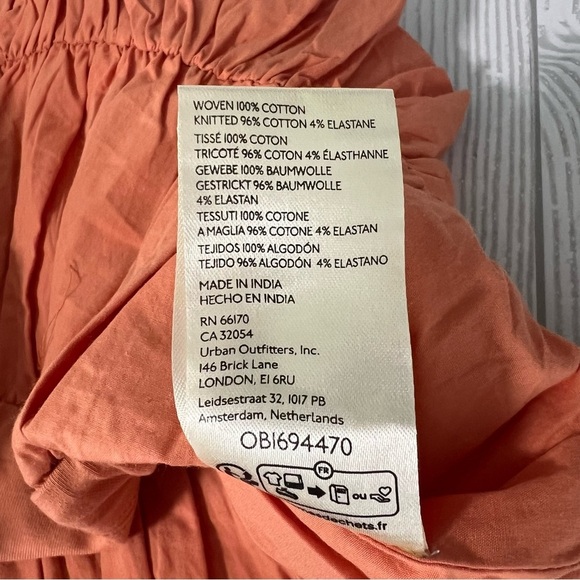 WOVEN 100% COTTON
KNITTED 96% COTTON 4% ELASTANE
TISSÉ 100% COTON
TRICOTÉ 96% COTON 4% ÉLASTHANNE
GEWEBE 100% BAUMWOLLE
GESTRICKT 96% BAUMWOLLE
4% ELASTAN
TESSUTI 100% COTONE
A MAGLIA 96% COTONE 4% ELASTAN
TEJIDOS 100% ALGODÓN
TEJIDO 96% ALGODÓN 4% ELASTANO
MADE IN INDIA
HECHO EN INDIA
RN 66170
CA 32054
Urban Outfitters, Inc.
146 Brick Lane
LONDON, E1 6RU
Leidsestraat 32, 1017 PB
Amsterdam, Netherlands
OB1694470
FR
ou
dechets.fr